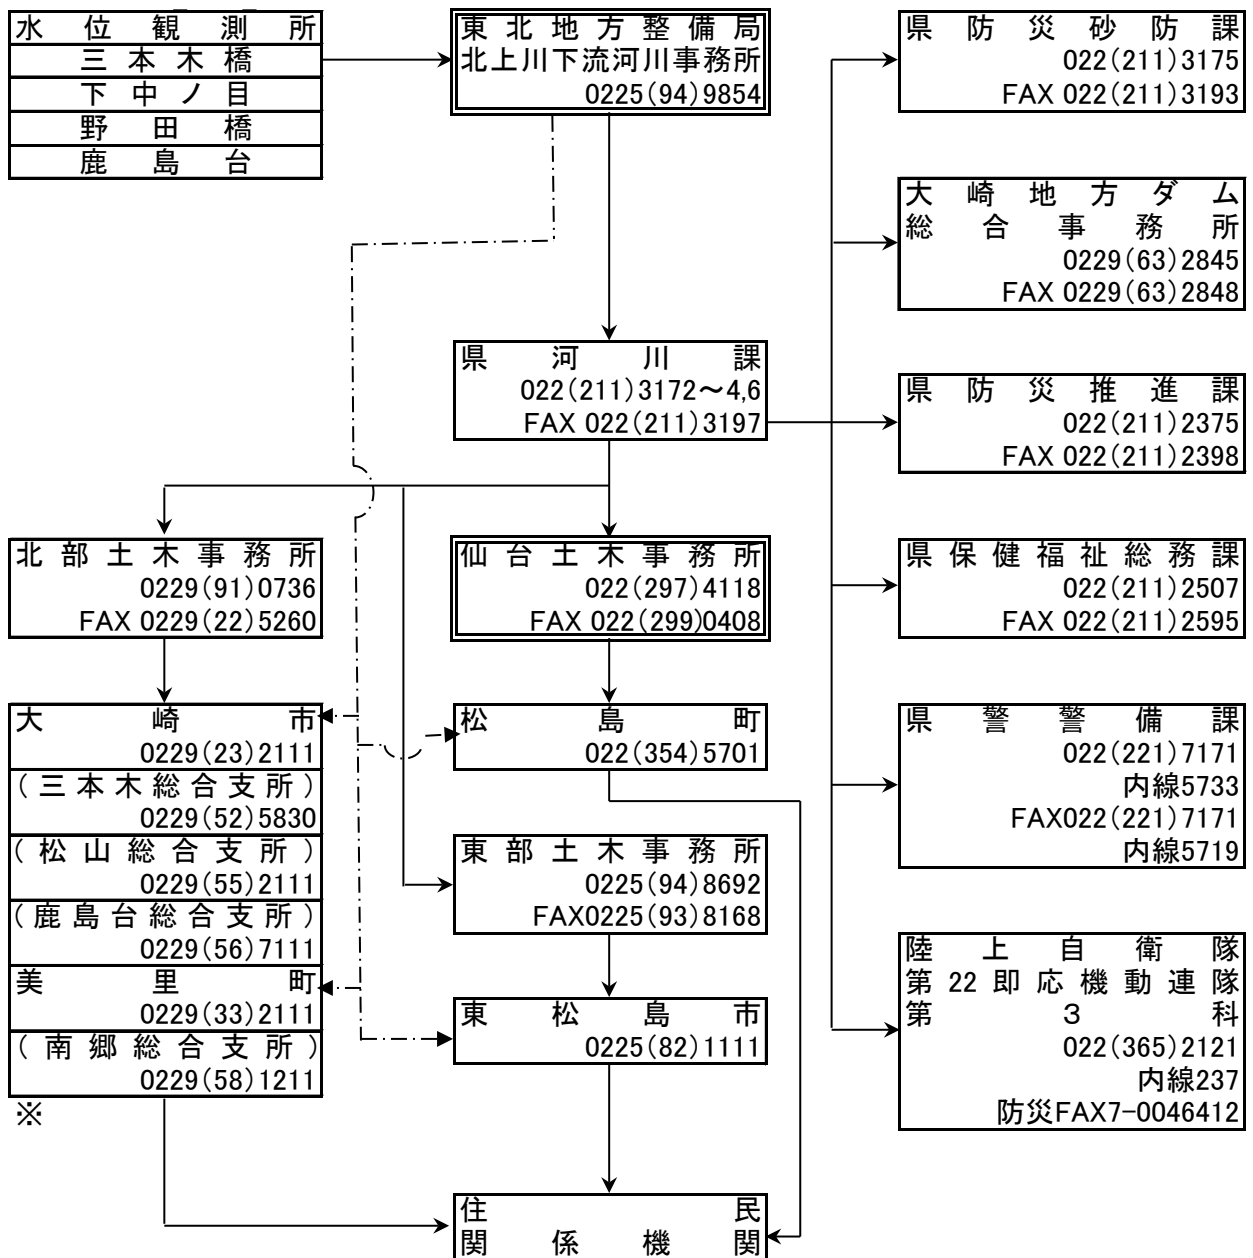 水位観測所
三本木橋
下中ノ目
野田橋
鹿島台
東北地方整備局
北上川下流河川事務所
0225(94)9854
県防災砂防課
022(211)3175
FAX 022(211)3193
大崎地方ダム
総合事務所
0229(63)2845
FAX 0229(63)2848
県河川課
022(211)3172～4,6
FAX 022(211)3197
県防災推進課
022(211)2375
FAX 022(211)2398
北部土木事務所
0229(91)0736
FAX 0229(22)5260
仙台土木事務所
022(297)4118
FAX 022(299)0408
県保健福祉総務課
022(211)2507
FAX 022(211)2595
大崎市
0229(23)2111
(三本木総合支所)
0229(52)5830
(松山総合支所)
0229(55)2111
(鹿島台総合支所)
0229(56)7111
美里町
0229(33)2111
(南郷総合支所)
0229(58)1211
※
松島町
022(354)5701
東部土木事務所
0225(94)8692
FAX0225(93)8168
東松島市
0225(82)1111
県警警備課
022(221)7171
内線5733
FAX022(221)7171
内線5719
陸上自衛隊
第22即応機動連隊
第３科
022(365)2121
内線237
防災FAX7-0046412
住民
関係機関